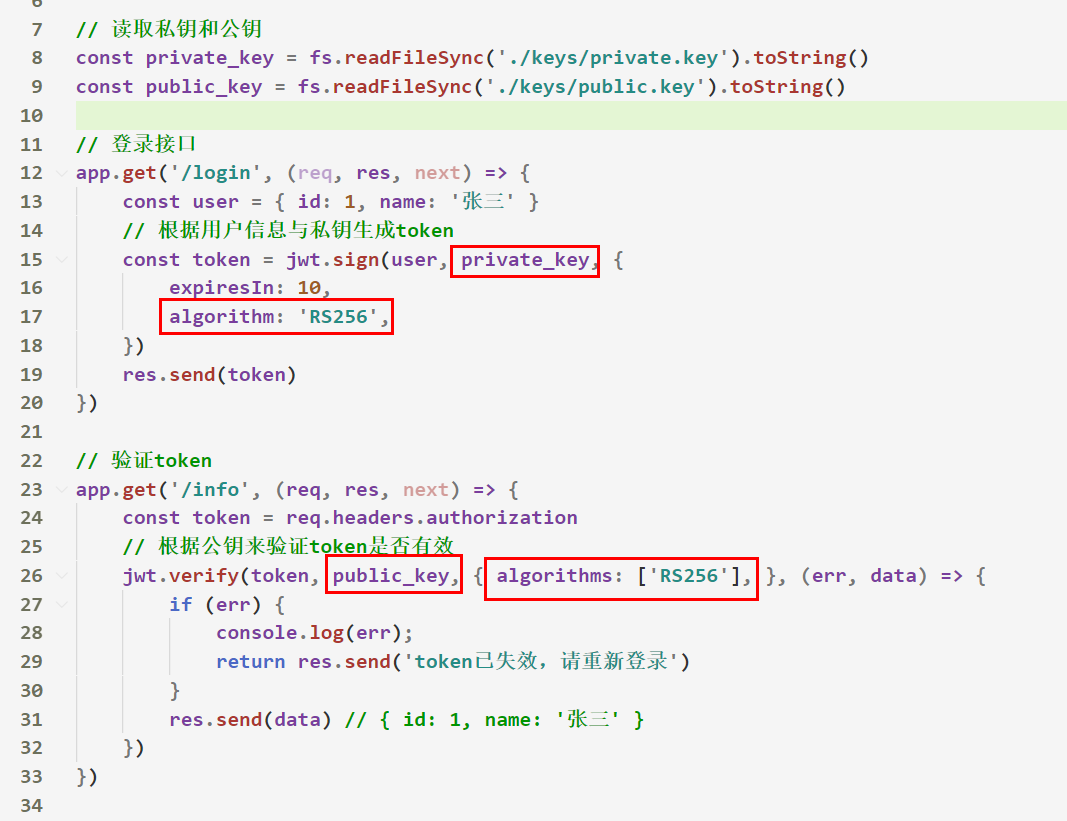 6
7 // 读取私钥和公钥
8 const private_key = fs.readFileSync('./keys/private.key').toString()
9 const public_key = fs.readFileSync('./keys/public.key').toString()
10
11 // 登录接口
12 app.get('/login', (req, res, next) => {
13     const user = { id: 1, name: '张三' }
14     // 根据用户信息与私钥生成token
15     const token = jwt.sign(user, private_key, {
16         expiresIn: 10,
17         algorithm: 'RS256',
18     })
19     res.send(token)
20 })
21
22 // 验证token
23 app.get('/info', (req, res, next) => {
24     const token = req.headers.authorization
25     // 根据公钥来验证token是否有效
26     jwt.verify(token, public_key, { algorithms: ['RS256'], }, (err, data) => {
27         if (err) {
28             console.log(err);
29             return res.send('token已失效，请重新登录')
30         }
31         res.send(data) // { id: 1, name: '张三' }
32     })
33 })
34